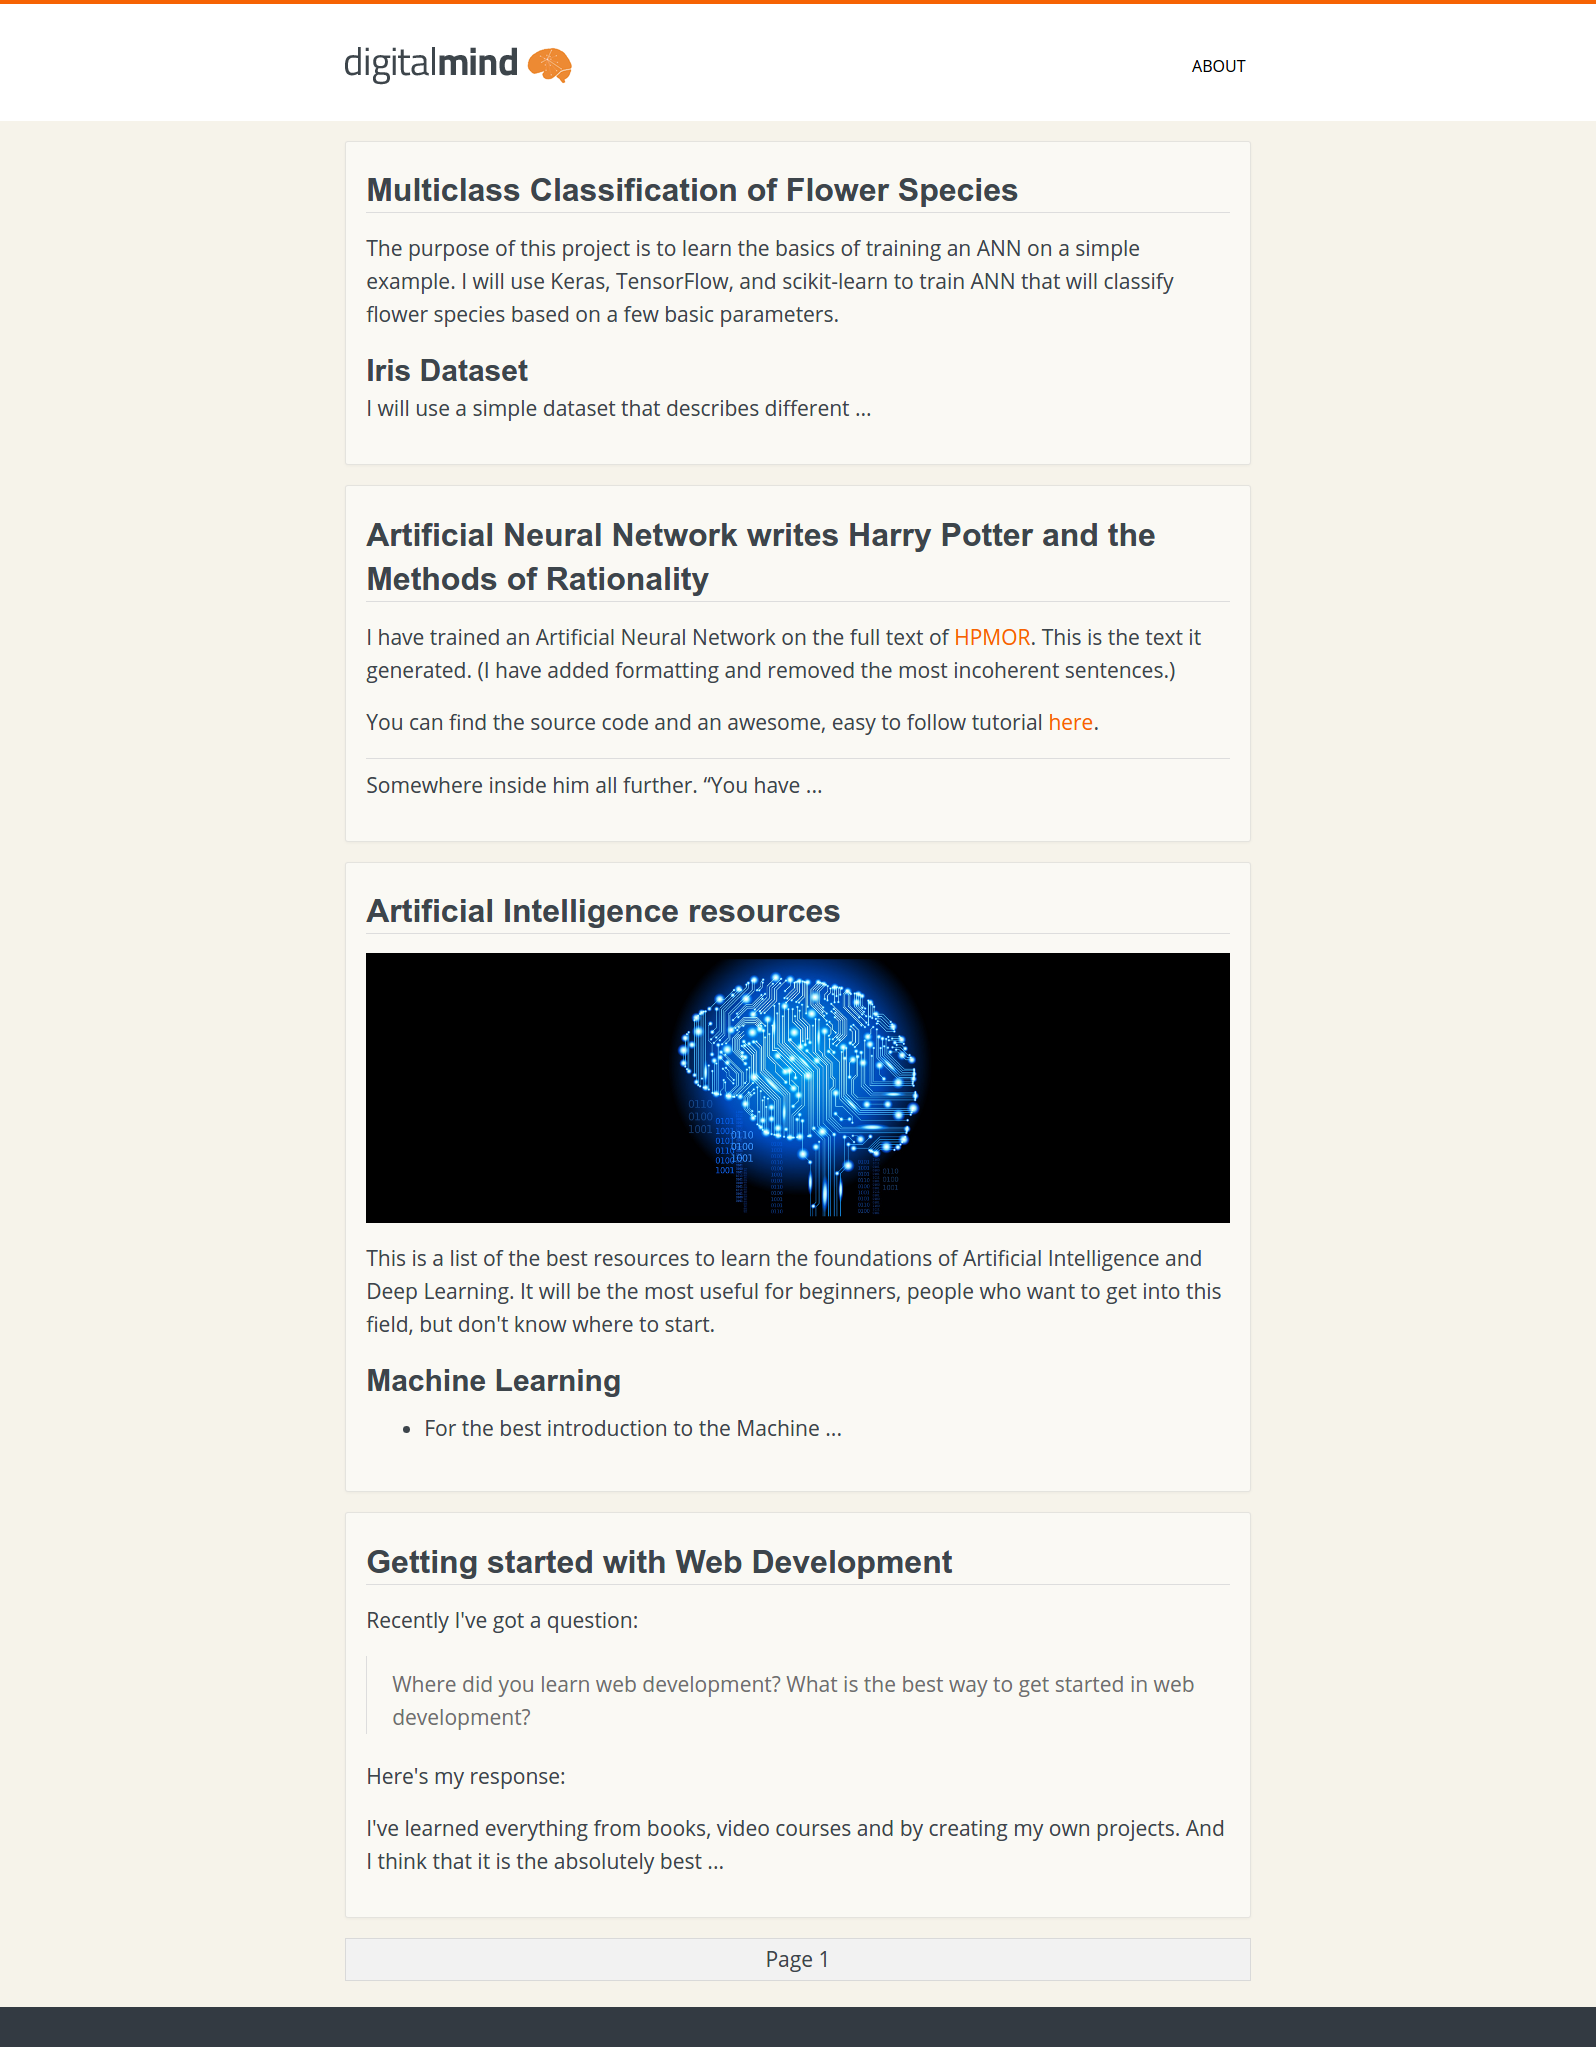 digitalmind
ABOUT
Multiclass Classification of Flower Species
The purpose of this project is to learn the basics of training an ANN on a simple
example. I will use Keras, TensorFlow, and scikit-learn to train ANN that will classify
flower species based on a few basic parameters.
Iris Dataset
I will use a simple dataset that describes different ...
Artificial Neural Network writes Harry Potter and the
Methods of Rationality
I have trained an Artificial Neural Network on the full text of HPMOR. This is the text it
generated. (I have added formatting and removed the most incoherent sentences.)
You can find the source code and an awesome, easy to follow tutorial here.
Somewhere inside him all further. “You have ...
Artificial Intelligence resources
0110
0100
1001
0110
0100
1001
0110
0100
1001
This is a list of the best resources to learn the foundations of Artificial Intelligence and
Deep Learning. It will be the most useful for beginners, people who want to get into this
field, but don't know where to start.
Machine Learning
• For the best introduction to the Machine ...
Getting started with Web Development
Recently I've got a question:
Where did you learn web development? What is the best way to get started in web
development?
Here's my response:
I've learned everything from books, video courses and by creating my own projects. And
I think that it is the absolutely best ...
Page 1